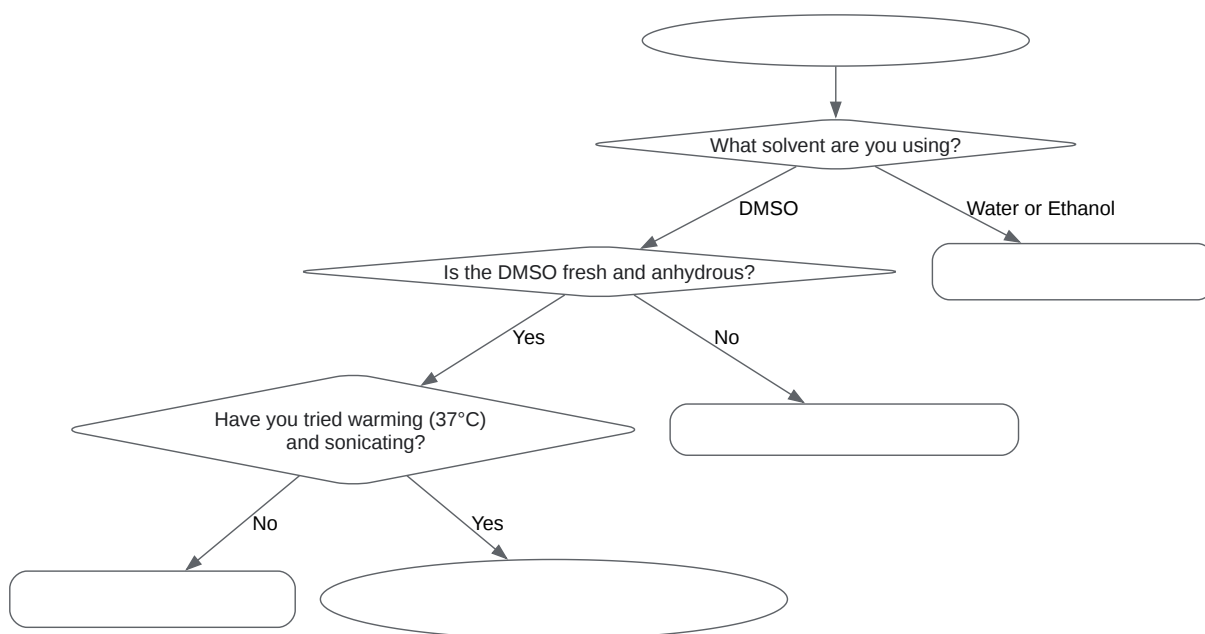 What solvent are you using?
DMSO
Water or Ethanol
Is the DMSO fresh and anhydrous?
Yes
No
Have you tried warming (37°C)
and sonicating?
No
Yes